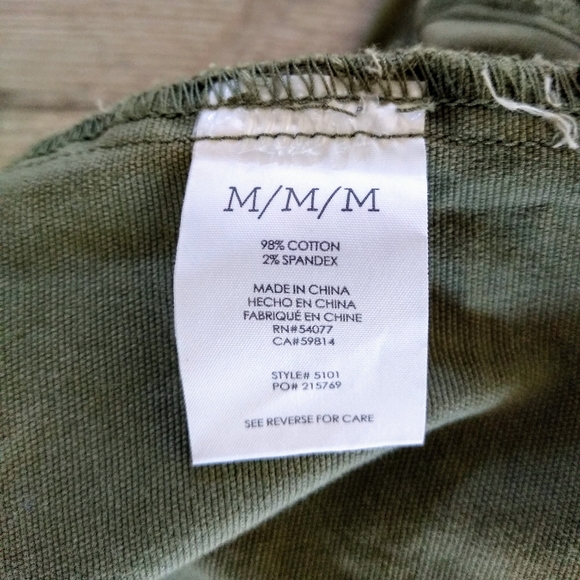 M/M/M
98% COTTON
2% SPANDEX
MADE IN CHINA
HECHO EN CHINA
FABRIQUÉ EN CHINE
RN#54077
CA#59814
STYLE# 5101
PO# 215769
SEE REVERSE FOR CARE